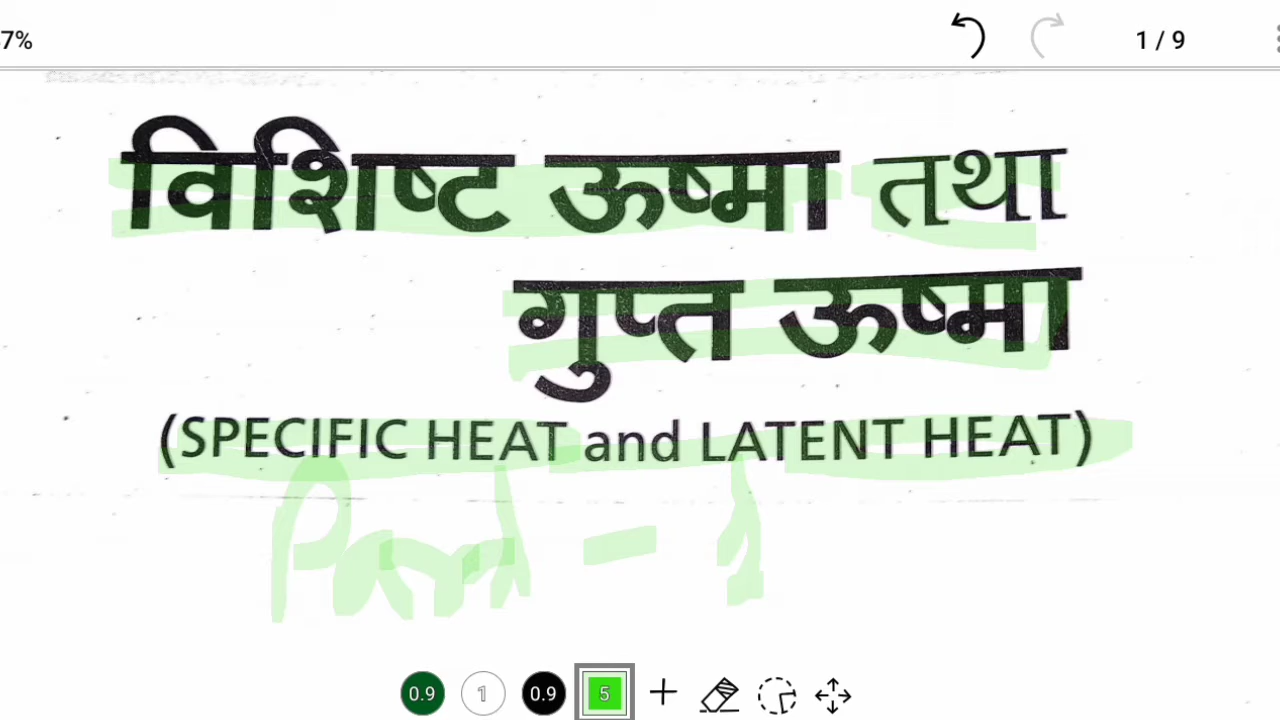 7%
1 / 9
विशिष्ट ऊष्मा तथा
गुप्त ऊष्मा
(SPECIFIC HEAT and LATENT HEAT)
Part - 1
0.9 1 0.9 5